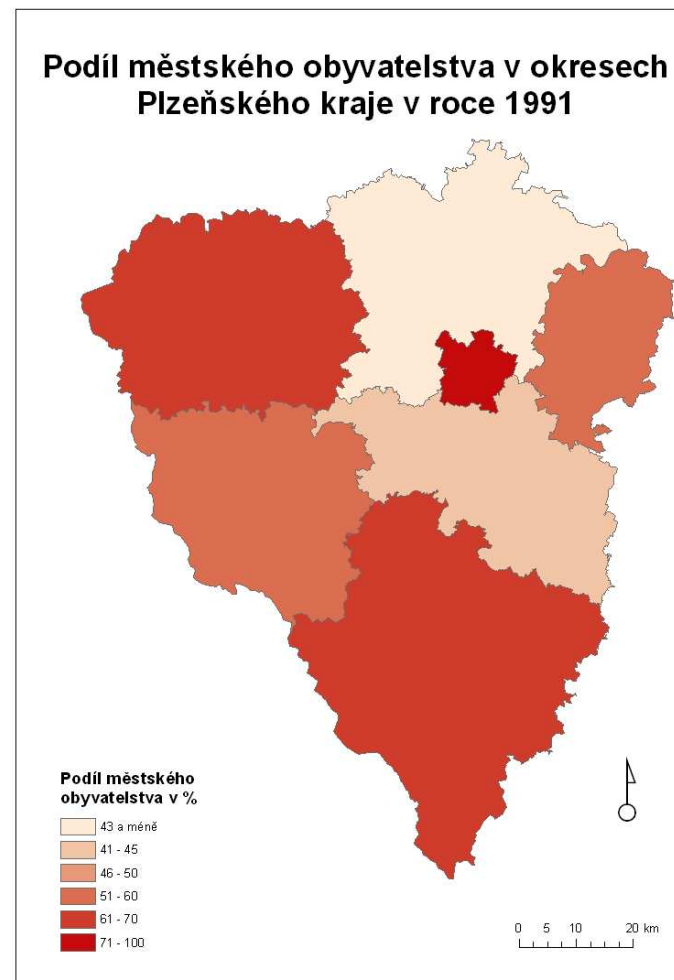 Podíl městského obyvatelstva v okresech
Plzeňského kraje v roce 1991
Podíl městského
obyvatelstva v %
43 a méně
41 - 45
46 - 50
51 - 60
61 - 70
71 - 100
0 5 10 20 km